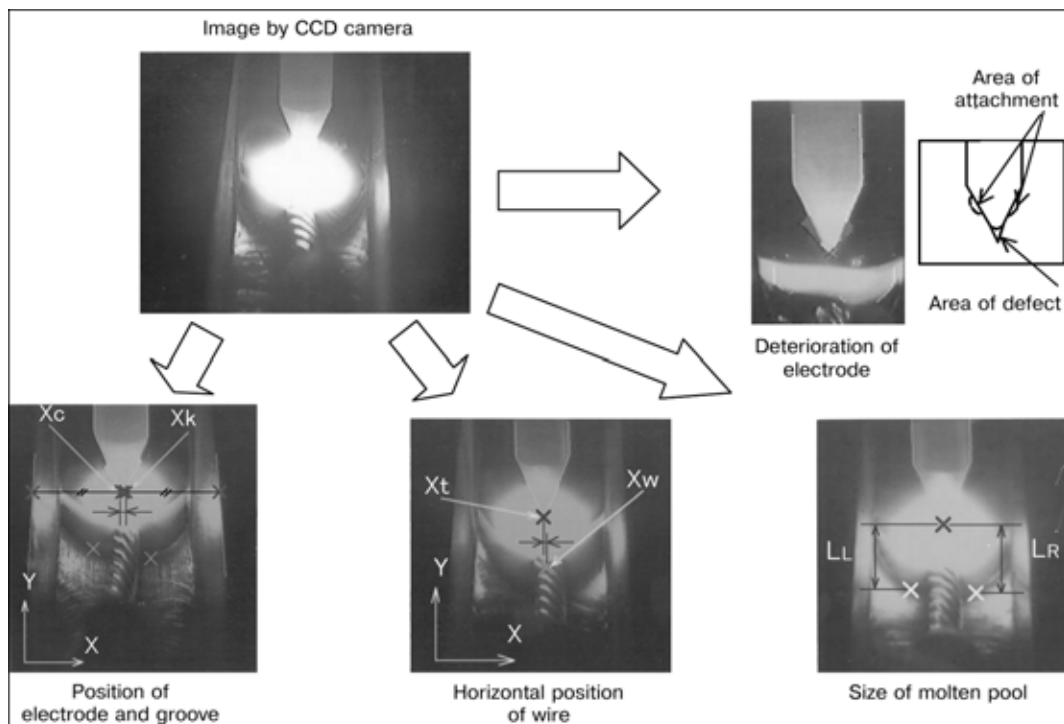 Image by CCD camera
Area of
attachment
Area of defect
Deterioration of
electrode
Xc
Xk
Y
X
Position of
electrode and groove
Xt
Xw
Y
X
Horizontal position
of wire
LL
LR
Size of molten pool